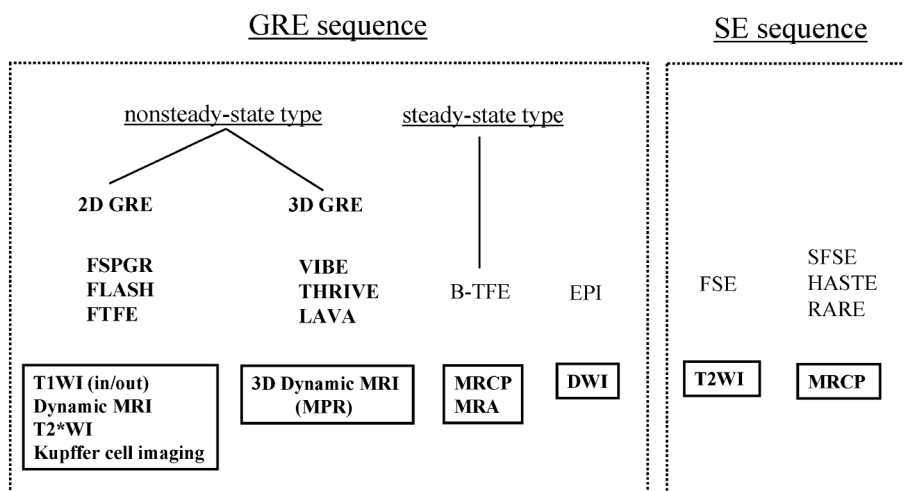 GRE sequence
SE sequence
nonsteady-state type
steady-state type
2D GRE
3D GRE
FSPGR
FLASH
FTFE
VIBE
THRIVE
LAVA
B-TFE
EPI
FSE
SFSE
HASTE
RARE
T1WI (in/out)
Dynamic MRI
T2*WI
Kupffer cell imaging
3D Dynamic MRI
(MPR)
MRCP
MRA
DWI
T2WI
MRCP